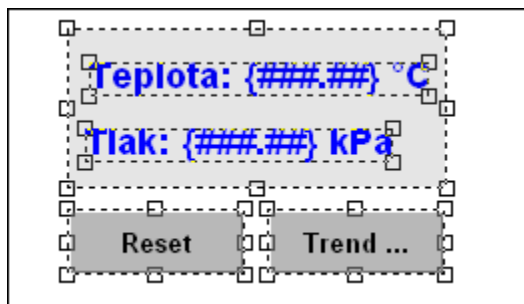 Teplota: {###.##} °C
Tlak: {###.##} kPa
Reset
Trend ...